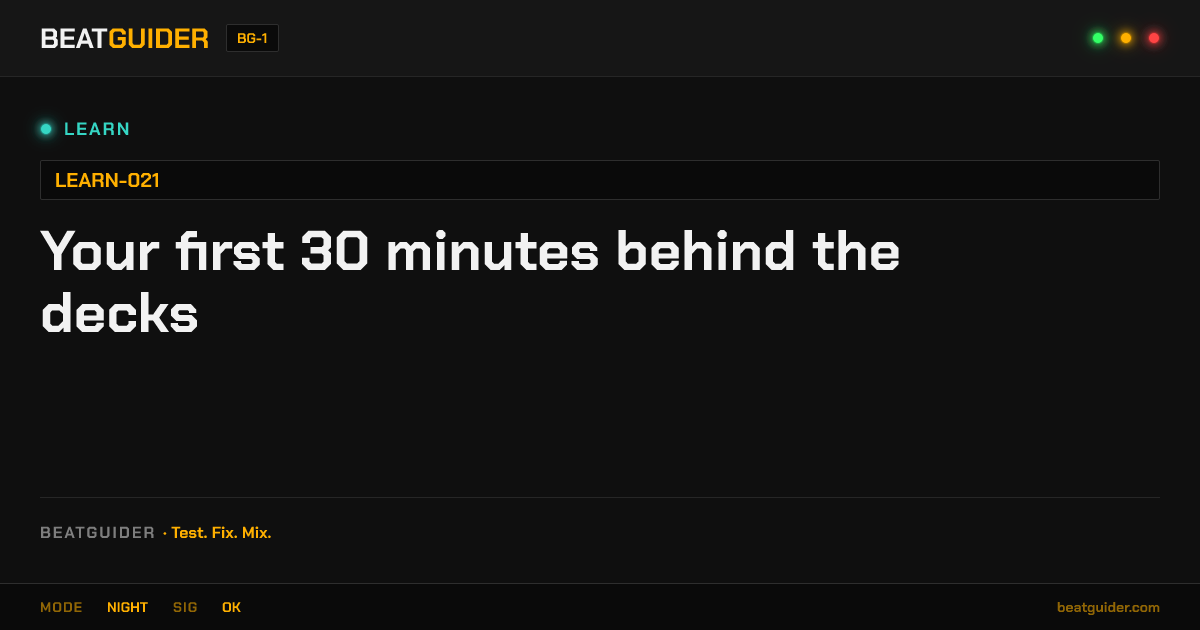 BEATGUIDER BG-1
LEARN
LEARN-021
Your first 30 minutes behind the
decks
BEATGUIDER · Test. Fix. Mix.
MODE NIGHT SIG OK beatguider.com